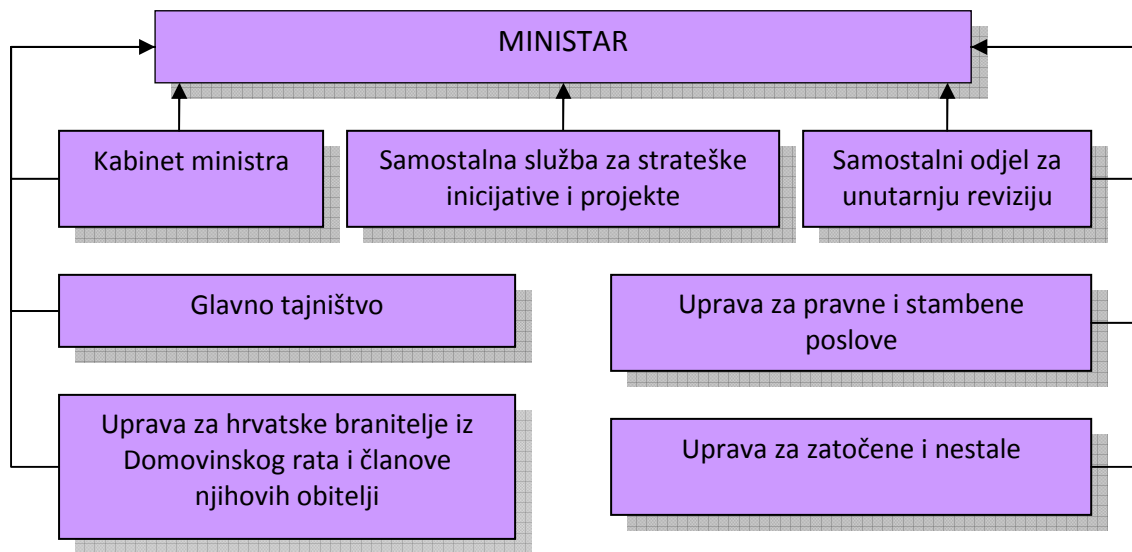 MINISTAR
Kabinet ministra
Samostalna služba za strateške
inicijative i projekte
Samostalni odjel za
unutarnju reviziju
Glavno tajništvo
Uprava za pravne i stambene
poslove
Uprava za hrvatske branitelje iz
Domovinskog rata i članove
njihovih obitelji
Uprava za zatočene i nestale